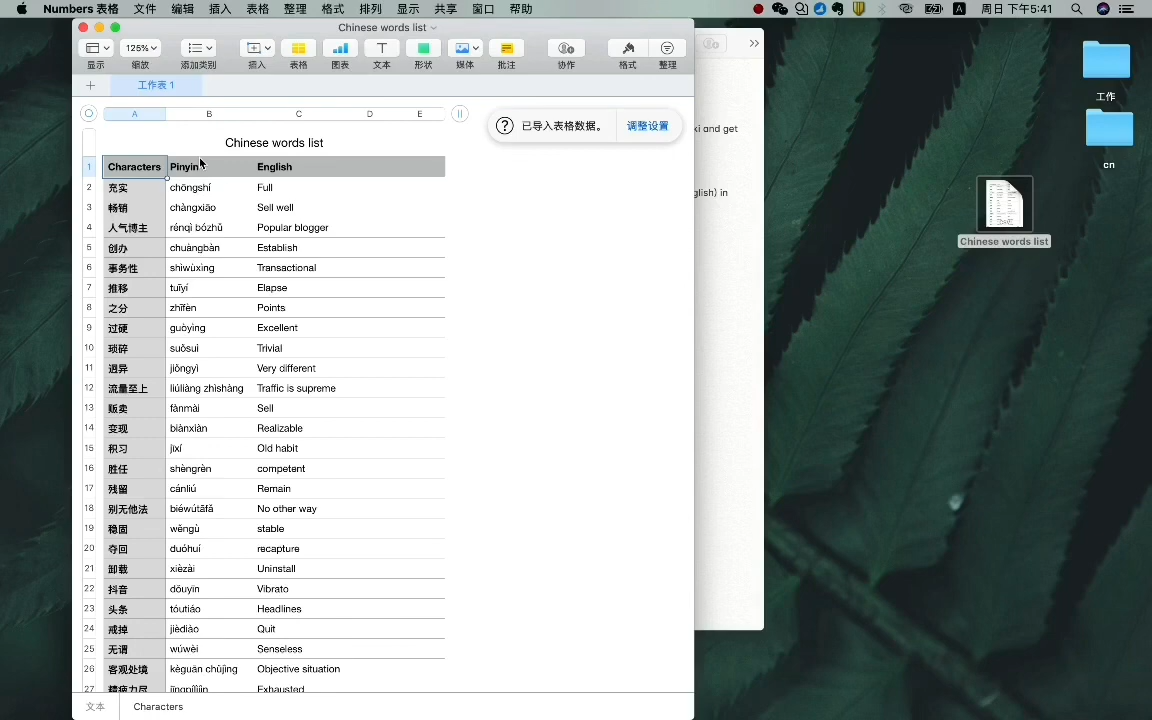 Numbers 表格 文件 编辑 插入 表格 整理 格式 排列 显示 共享 窗口 帮助 A 周日 下午5:41
Chinese words list
125%
显示 缩放 添加类别 插入 表格 图表 文本 形状 媒体 批注 协作 格式 整理
工作表 1
A B C D E
已导入表格数据。 调整设置
ki and get
glish) in
工作
cn
Chinese words list
Chinese words list
1 Characters Pinyin English
2 充实 chōngshí Full
3 畅销 chàngxiāo Sell well
4 人气博主 rénqì bózhǔ Popular blogger
5 创办 chuàngbàn Establish
6 事务性 shìwùxìng Transactional
7 推移 tuīyí Elapse
8 之分 zhīfèn Points
9 过硬 guòyìng Excellent
10 琐碎 suǒsuì Trivial
11 迥异 jiǒngyì Very different
12 流量至上 liúliàng zhìshàng Traffic is supreme
13 贩卖 fànmài Sell
14 变现 biànxiàn Realizable
15 积习 jīxí Old habit
16 胜任 shèngrèn competent
17 残留 cánliú Remain
18 别无他法 biéwútāfǎ No other way
19 稳固 wěngù stable
20 夺回 duóhuí recapture
21 卸载 xièzài Uninstall
22 抖音 dǒuyīn Vibrato
23 头条 tóutiáo Headlines
24 戒掉 jièdiào Quit
25 无谓 wúwèi Senseless
26 客观处境 kèguān chǔjìng Objective situation
27 精疲力尽 jīngpílìjìn Exhausted
文本 Characters